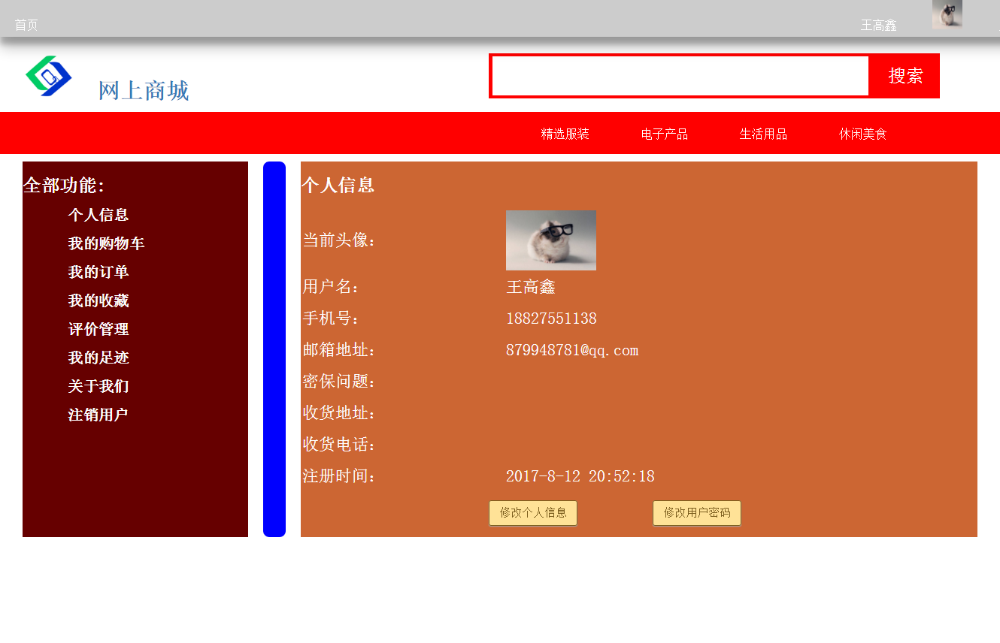 首页
王高鑫
网上商城
搜索
精选服装 电子产品 生活用品 休闲美食
全部功能:
个人信息
我的购物车
我的订单
我的收藏
评价管理
我的足迹
关于我们
注销用户
个人信息
当前头像:
用户名: 王高鑫
手机号: 18827551138
邮箱地址: 879948781@qq.com
密保问题:
收货地址:
收货电话:
注册时间: 2017-8-12 20:52:18
修改个人信息 修改用户密码